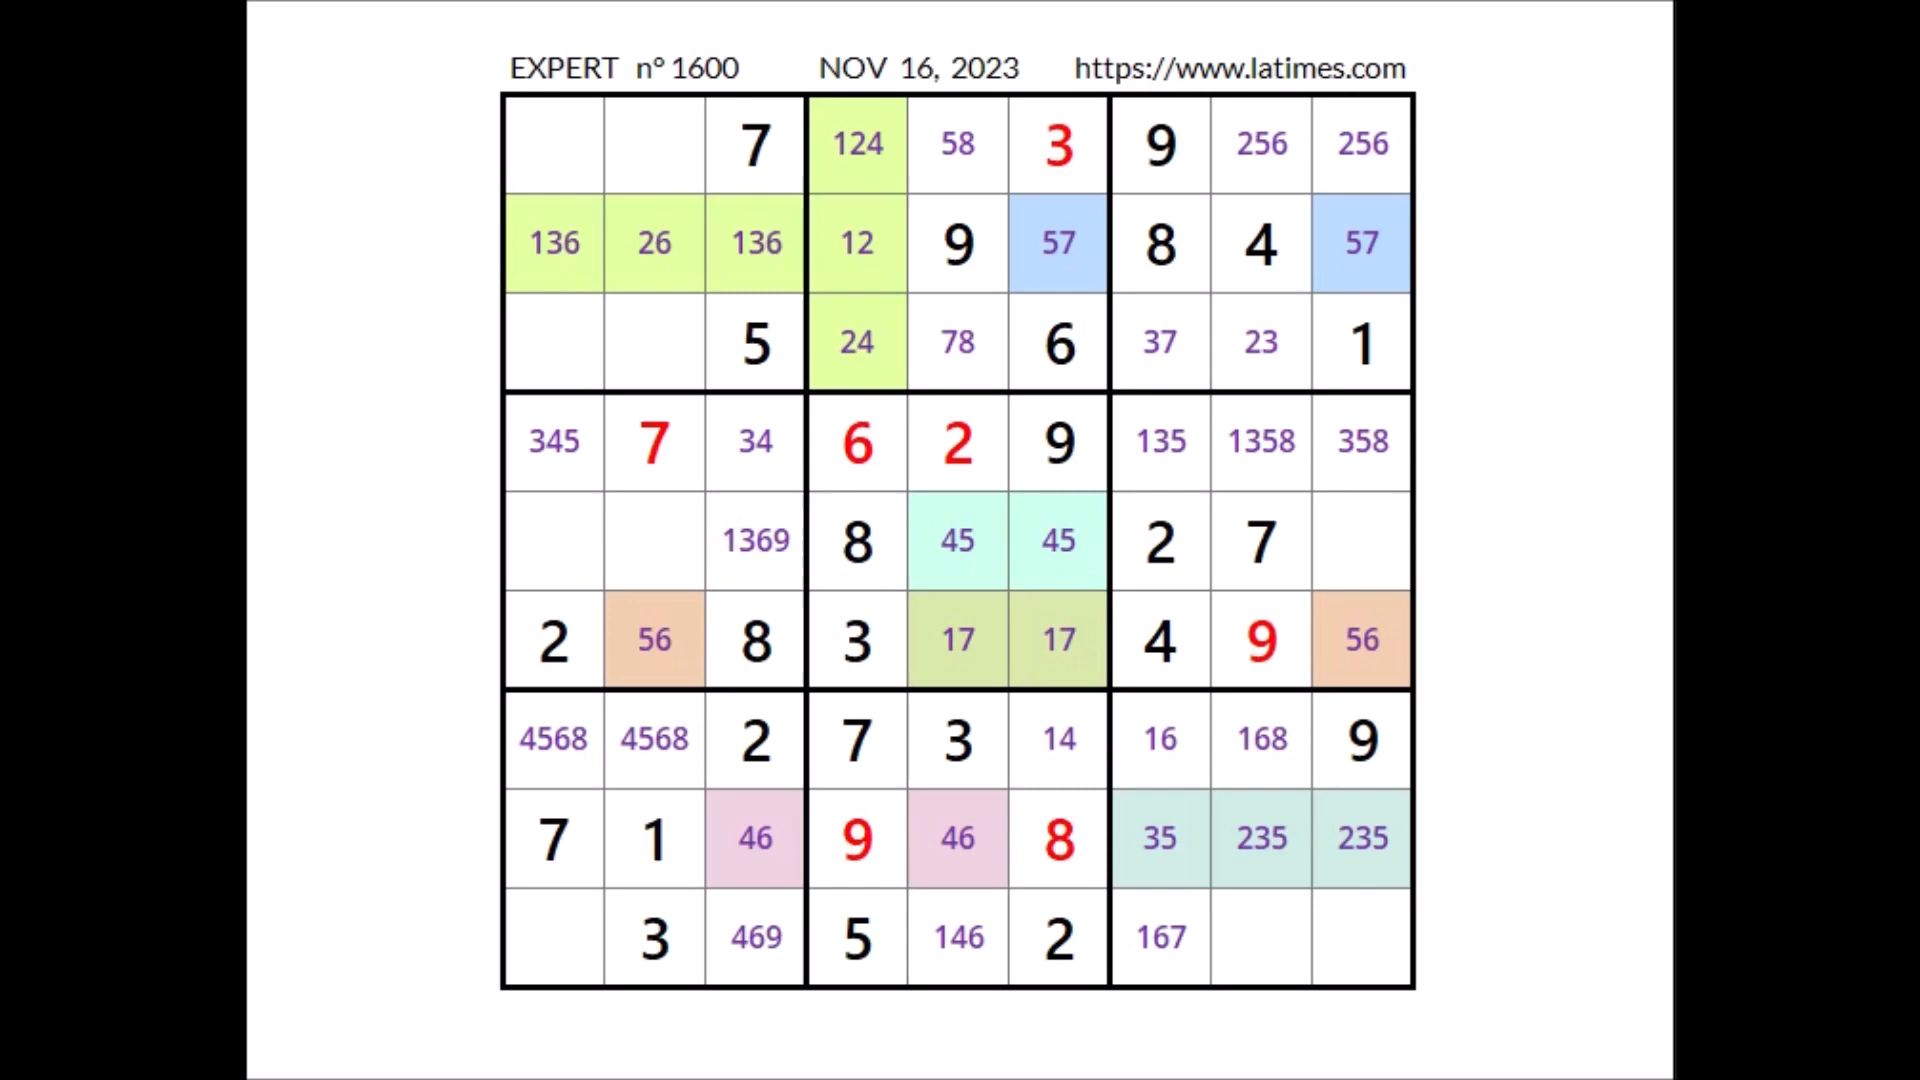 EXPERT n° 1600 NOV 16, 2023 https://www.latimes.com
7 124 58 3 9 256 256
136 26 136 12 9 57 8 4 57
5 24 78 6 37 23 1
345 7 34 6 2 9 135 1358 358
1369 8 45 45 2 7
2 56 8 3 17 17 4 9 56
4568 4568 2 7 3 14 16 168 9
7 1 46 9 46 8 35 235 235
3 469 5 146 2 167